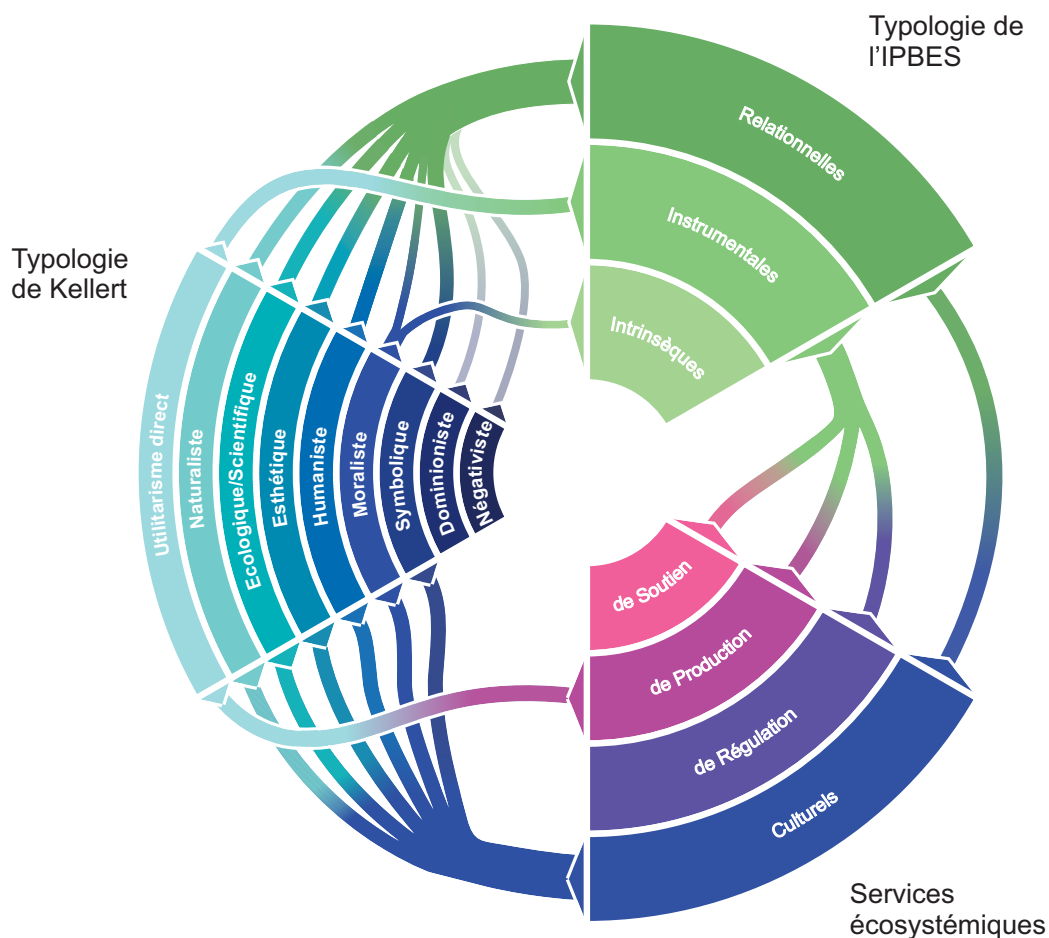 Typologie de
l'IPBES
Relationnelles
Instrumentales
Intrinsèques
Typologie
de Kellert
Utilitarisme direct
Naturaliste
Ecologique/Scientifique
Esthétique
Humaniste
Moraliste
Symbolique
Dominioniste
Négativiste
de Soutien
de Production
de Régulation
Culturels
Services
écosystémiques